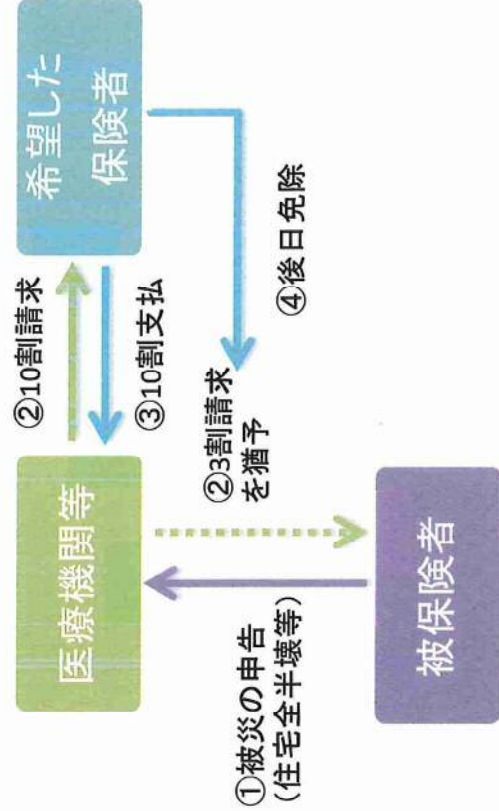 医療機関等
②10割請求
③10割支払
希望した
保険者
①被災の申告
(住宅全半壊等)
②3割請求
を猶予
④後日免除
被保険者